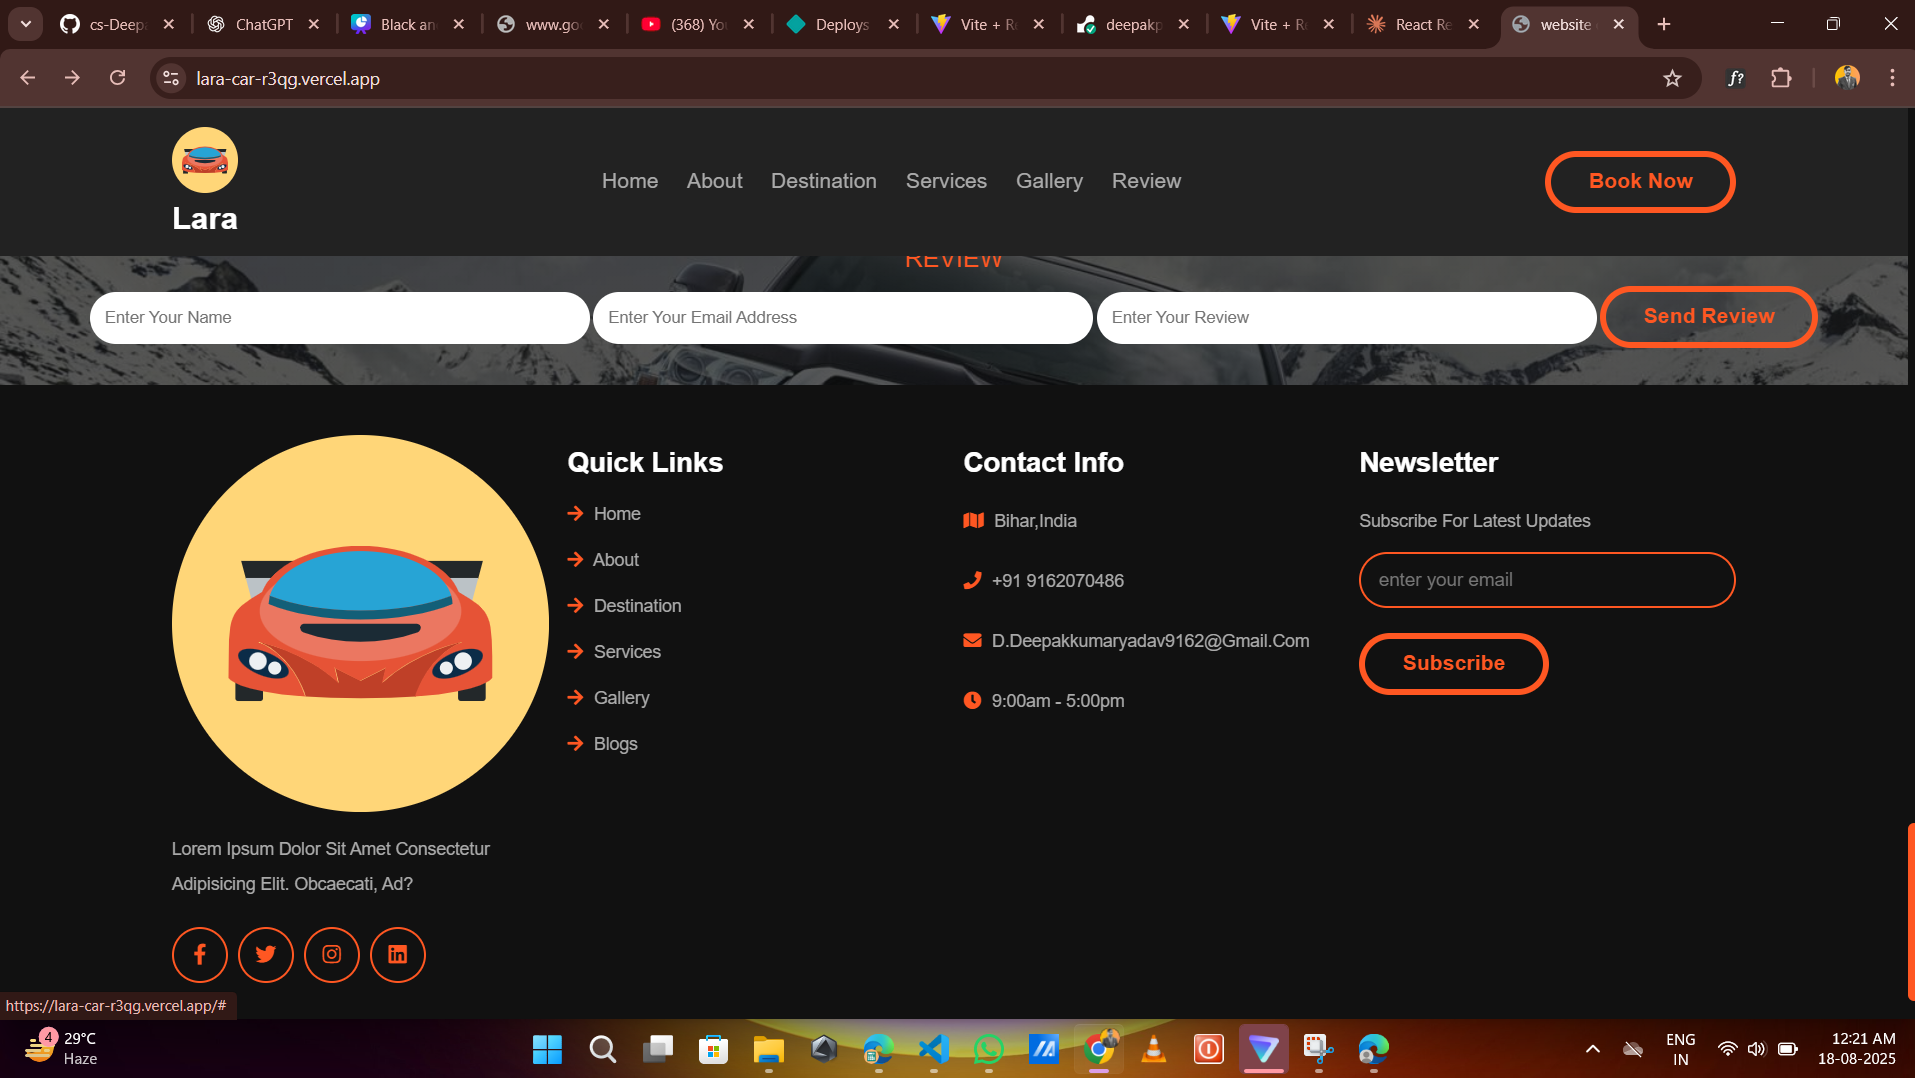 cs-Deep
ChatGPT
Black an
www.goo
(368) You
Deploys
Vite + Re
deepakp
Vite + Re
React Re
website
lara-car-r3qg.vercel.app
f?
Lara
Home
About
Destination
Services
Gallery
Review
Book Now
REVIEW
Enter Your Name
Enter Your Email Address
Enter Your Review
Send Review
Quick Links
Home
About
Destination
Services
Gallery
Blogs
Contact Info
Bihar,India
+91 9162070486
D.Deepakkumaryadav9162@Gmail.Com
9:00am - 5:00pm
Newsletter
Subscribe For Latest Updates
enter your email
Subscribe
Lorem Ipsum Dolor Sit Amet Consectetur
Adipisicing Elit. Obcaecati, Ad?
https://lara-car-r3qg.vercel.app/#
4
29°C
Haze
ENG
IN
12:21 AM
18-08-2025